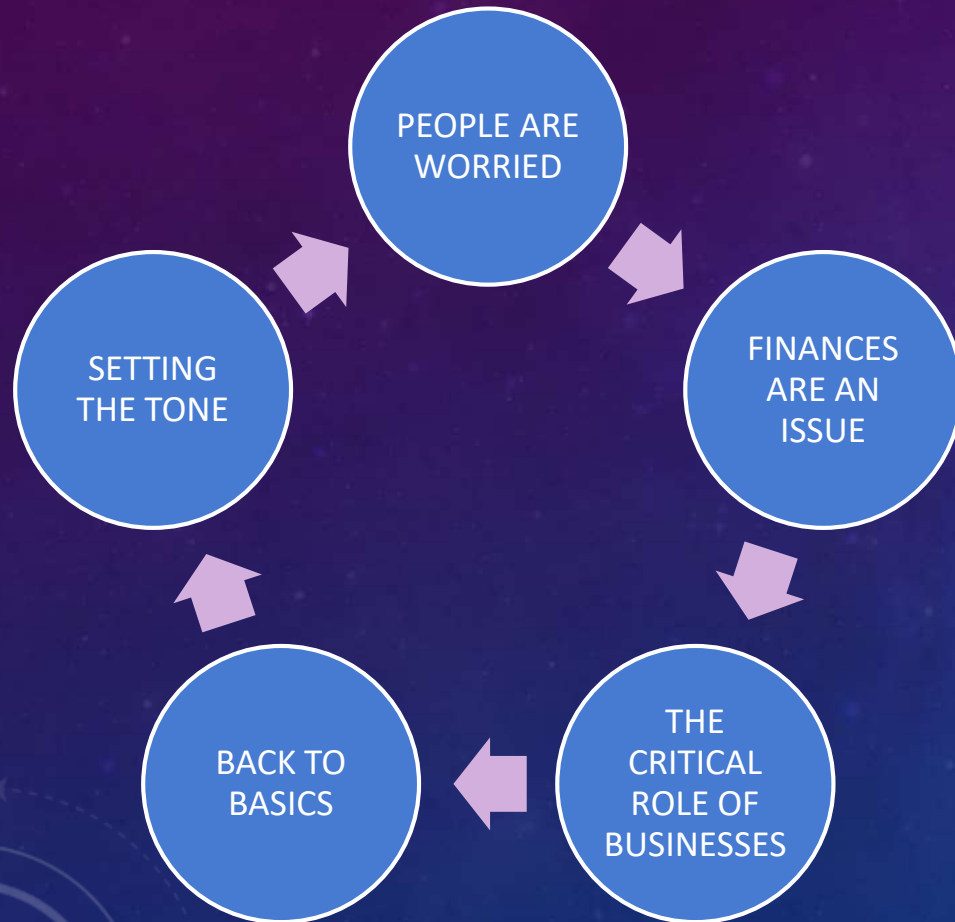 PEOPLE ARE
WORRIED
FINANCES
ARE AN
ISSUE
THE
CRITICAL
ROLE OF
BUSINESSES
BACK TO
BASICS
SETTING
THE TONE